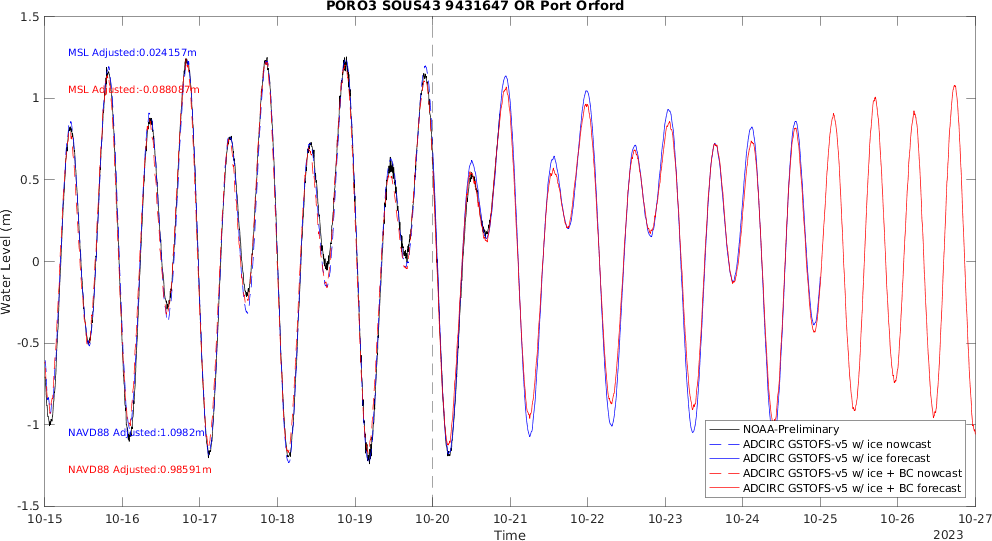 PORO3 SOUS43 9431647 OR Port Orford
Water Level (m)
1.5
1
0.5
0
-0.5
-1
-1.5
MSL Adjusted:0.024157m
MSL Adjusted:-0.088087m
NAVD88 Adjusted:1.0982m
NAVD88 Adjusted:0.98591m
NOAA-Preliminary
ADCIRC GSTOFS-v5 w/ ice nowcast
ADCIRC GSTOFS-v5 w/ ice forecast
ADCIRC GSTOFS-v5 w/ ice + BC nowcast
ADCIRC GSTOFS-v5 w/ ice + BC forecast
10-15 10-16 10-17 10-18 10-19 10-20 10-21 10-22 10-23 10-24 10-25 10-26 10-27
Time
2023